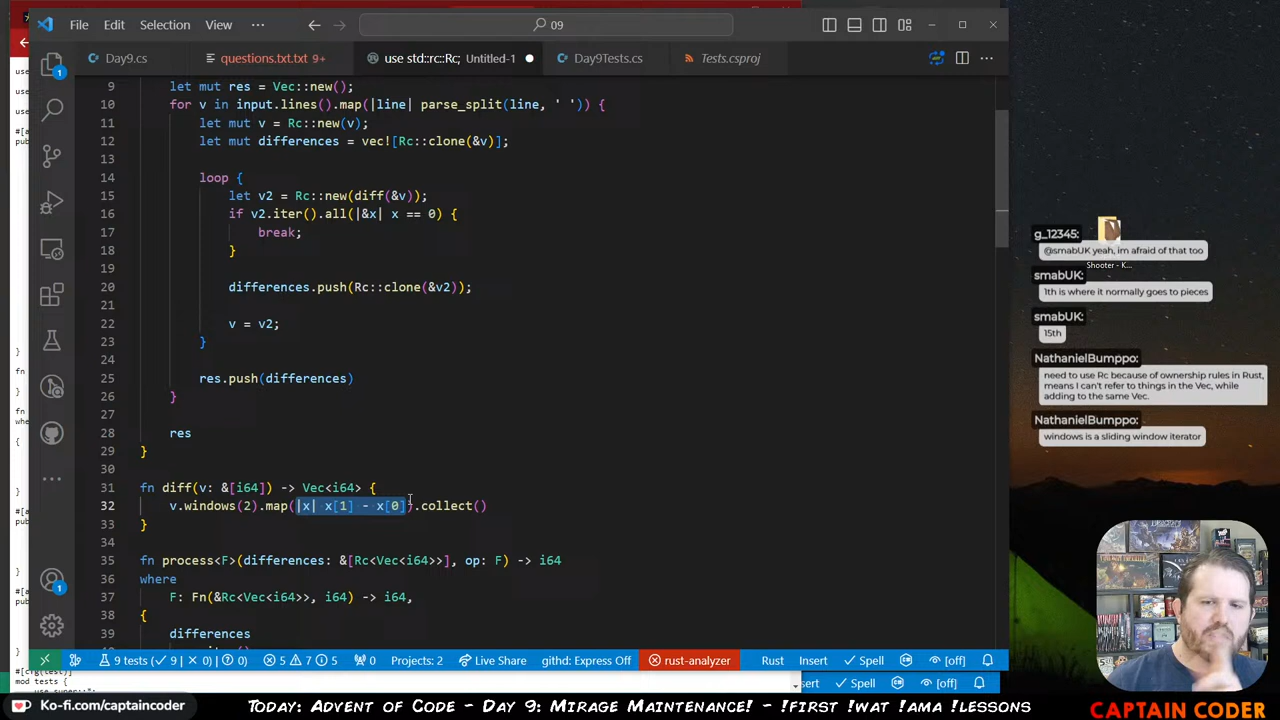 File Edit Selection View ··· 09
Day9.cs questions.txt.txt 9+ use std::rc::Rc; Untitled-1 Day9Tests.cs Tests.csproj
9 let mut res = Vec::new();
10 for v in input.lines().map(|line| parse_split(line, ' ')) {
11 let mut v = Rc::new(v);
12 let mut differences = vec![Rc::clone(&v)];
13
14 loop {
15 let v2 = Rc::new(diff(&v));
16 if v2.iter().all(|&x| x == 0) {
17 break;
18 }
19
20 differences.push(Rc::clone(&v2));
21
22 v = v2;
23 }
24
25 res.push(differences)
26 }
27
28 res
29 }
30
31 fn diff(v: &[i64]) -> Vec<i64> {
32 v.windows(2).map(|x| x[1] - x[0]).collect()
33 }
34
35 fn process<F>(differences: &[Rc<Vec<i64>>], op: F) -> i64
36 where
37 F: Fn(&Rc<Vec<i64>>, i64) -> i64,
38 {
39 differences
9 tests ( 9 | 0) (0) 5 7 5 0 Projects: 2 Live Share githd: Express Off rust-analyzer Rust Insert Spell [off]
Spell [off]
g_12345:
@smabUK yeah, im afraid of that too
Shooter - K...
smabUK:
1th is where it normally goes to pieces
smabUK:
15th
NathanielBumppo:
need to use Rc because of ownership rules in Rust,
means I can't refer to things in the Vec, while
adding to the same Vec.
NathanielBumppo:
windows is a sliding window iterator
Ko-fi.com/captaincoder
Today: Advent of Code - Day 9: Mirage Maintenance! - !first !wat !ama !lessons
CAPTAIN CODER